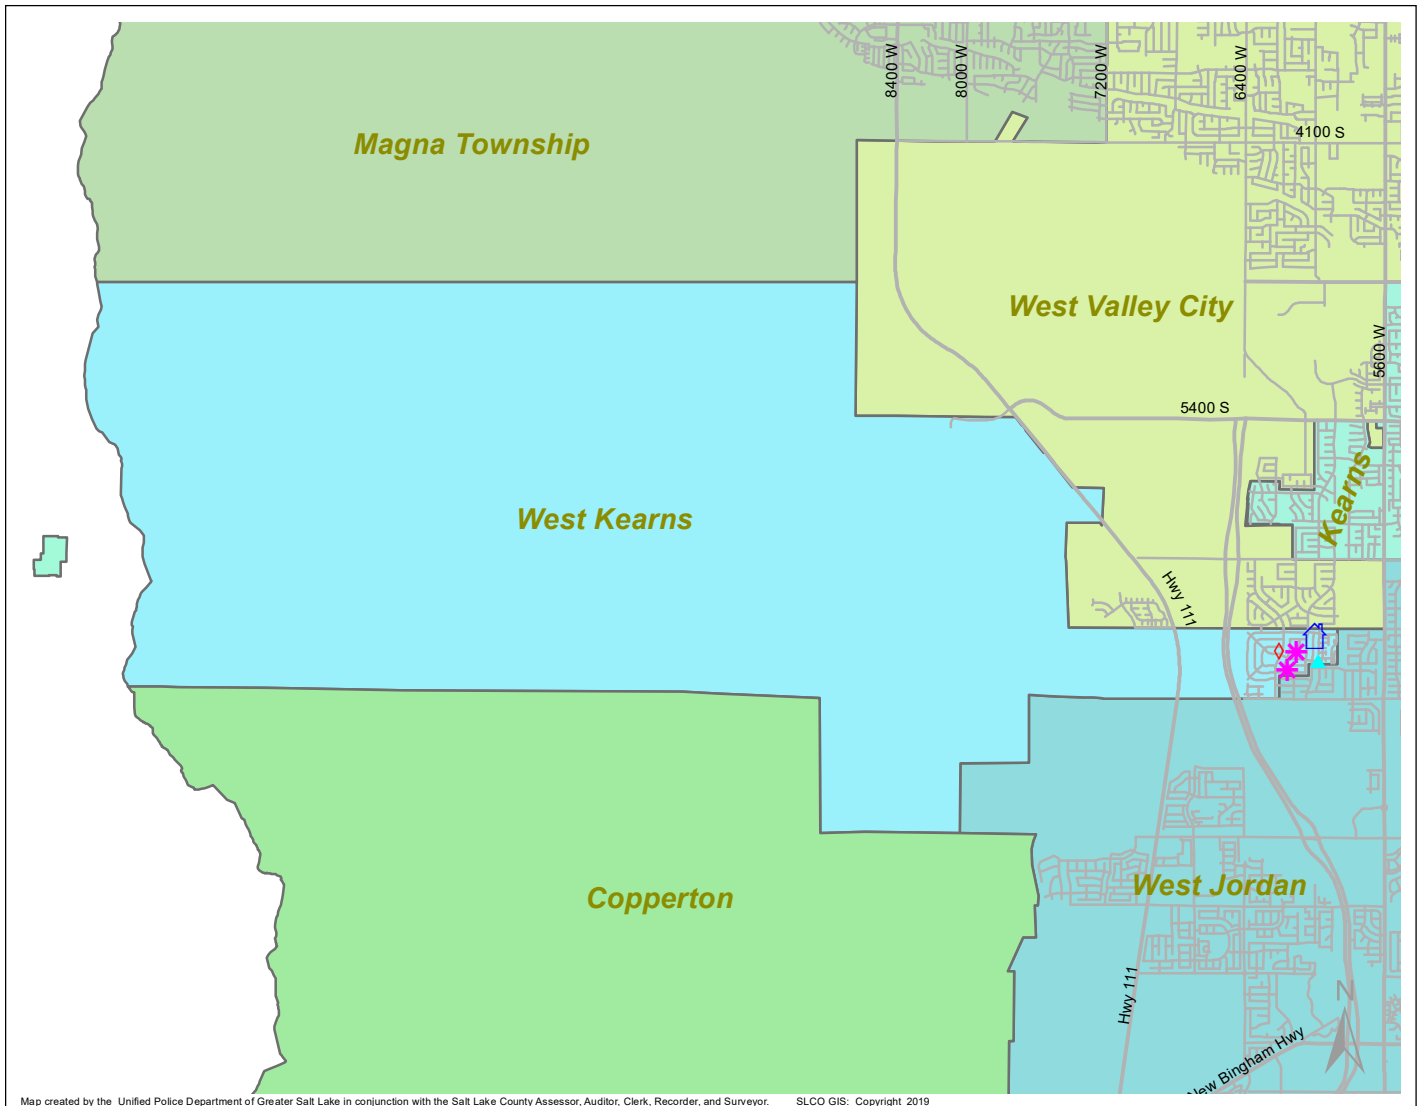 8400 W
8000 W
7200 W
6400 W
4100 S
Magna Township
West Valley City
5600 W
5400 S
Kearns
West Kearns
Hwy 111
West Jordan
Copperton
Hwy 111
N
New Bingham Hwy
Map created by the Unified Police Department of Greater Salt Lake in conjunction with the Salt Lake County Assessor, Auditor, Clerk, Recorder, and Surveyor. SLCO GIS: Copyright 2019